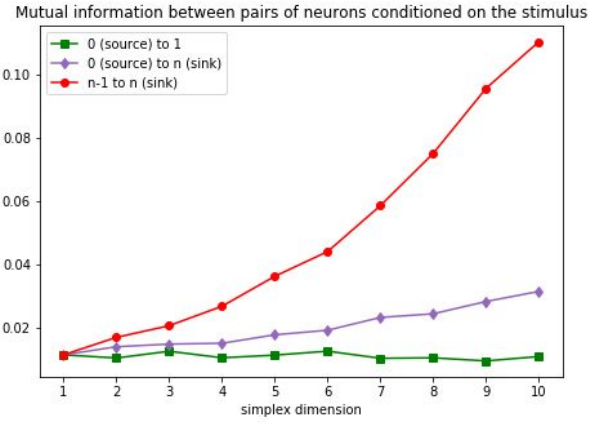 Mutual information between pairs of neurons conditioned on the stimulus
0 (source) to 1
0 (source) to n (sink)
n-1 to n (sink)
0.10
0.08
0.06
0.04
0.02
1 2 3 4 5 6 7 8 9 10
simplex dimension